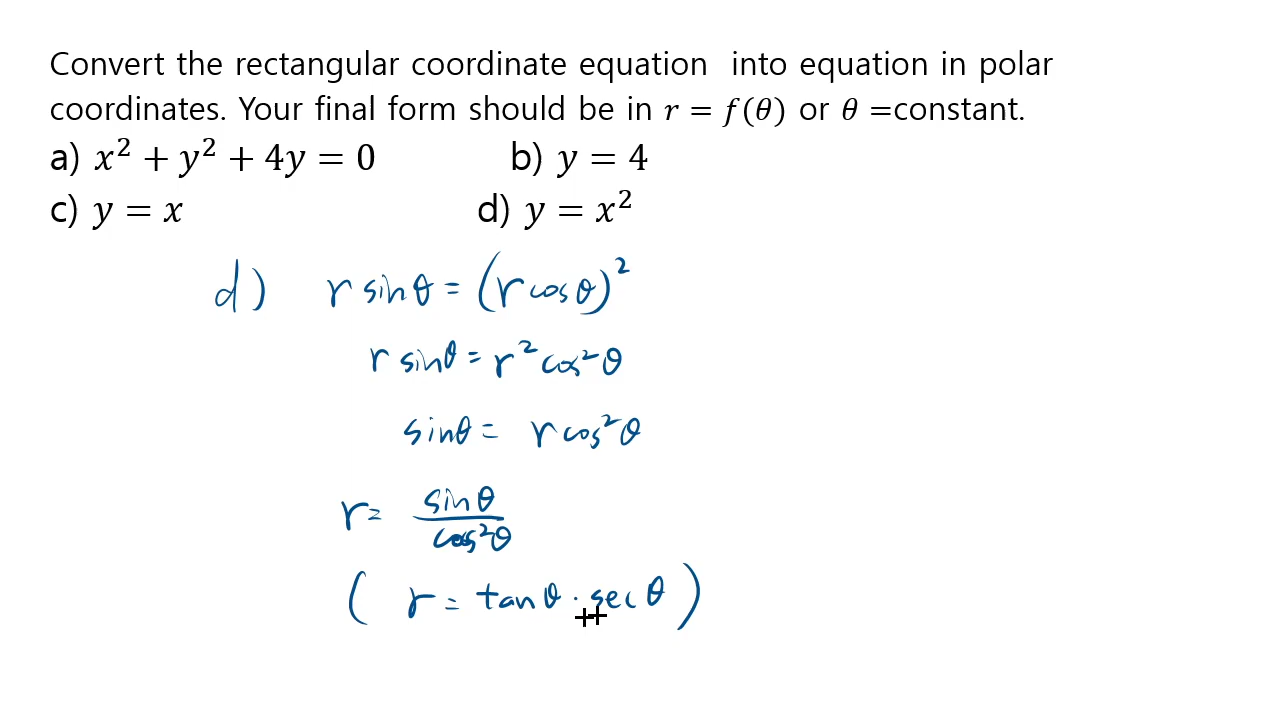 Convert the rectangular coordinate equation into equation in polar
coordinates. Your final form should be in r = f(θ) or θ =constant.
a) x² + y² + 4y = 0 b) y = 4
c) y = x d) y = x²
d) r sinθ = (r cosθ)²
r sinθ = r² cos²θ
sinθ = r cos²θ
r = sinθ / cos²θ
( r = tanθ · secθ )